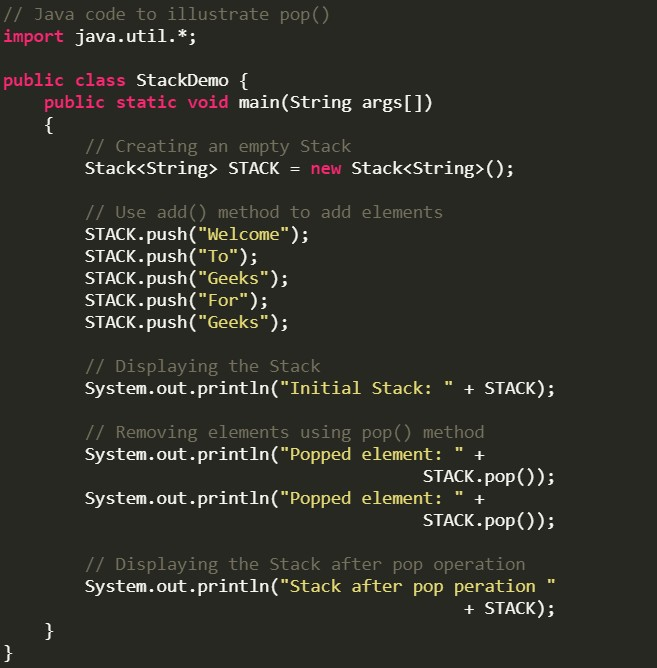 // Java code to illustrate pop()
import java.util.*;

public class StackDemo {
    public static void main(String args[])
    {
        // Creating an empty Stack
        Stack<String> STACK = new Stack<String>();

        // Use add() method to add elements
        STACK.push("Welcome");
        STACK.push("To");
        STACK.push("Geeks");
        STACK.push("For");
        STACK.push("Geeks");

        // Displaying the Stack
        System.out.println("Initial Stack: " + STACK);

        // Removing elements using pop() method
        System.out.println("Popped element: " +
                                         STACK.pop());
        System.out.println("Popped element: " +
                                         STACK.pop());

        // Displaying the Stack after pop operation
        System.out.println("Stack after pop peration "
                                             + STACK);
    }
}